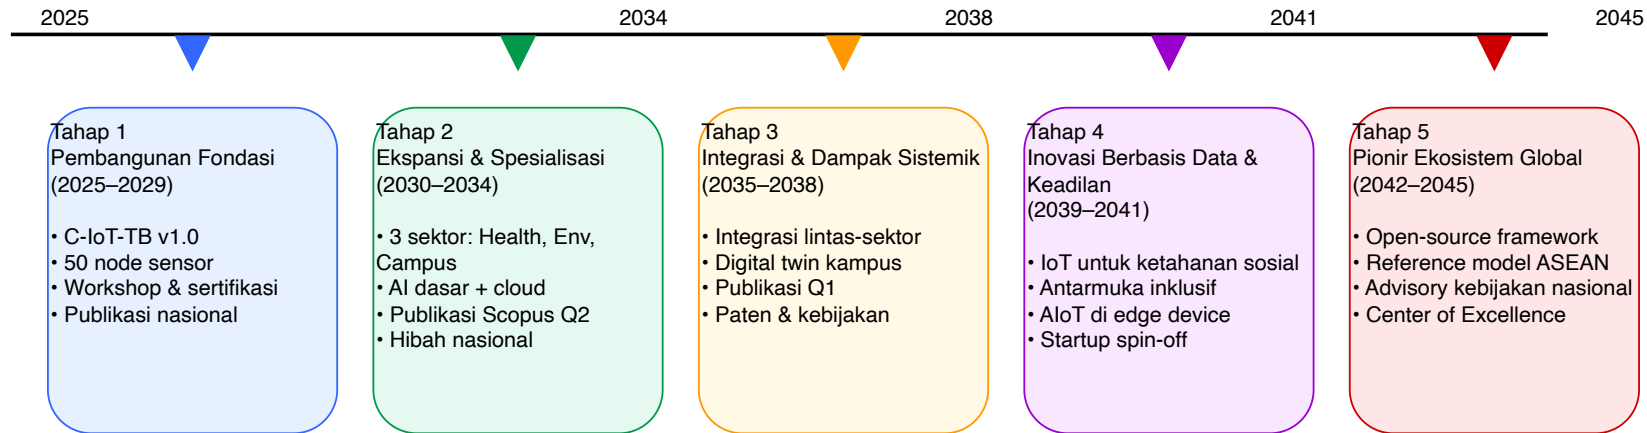 2025
2034
2038
2041
2045
Tahap 1
Pembangunan Fondasi
(2025–2029)
• C-IoT-TB v1.0
• 50 node sensor
• Workshop & sertifikasi
• Publikasi nasional
Tahap 2
Ekspansi & Spesialisasi
(2030–2034)
• 3 sektor: Health, Env,
Campus
• AI dasar + cloud
• Publikasi Scopus Q2
• Hibah nasional
Tahap 3
Integrasi & Dampak Sistemik
(2035–2038)
• Integrasi lintas-sektor
• Digital twin kampus
• Publikasi Q1
• Paten & kebijakan
Tahap 4
Inovasi Berbasis Data &
Keadilan
(2039–2041)
• IoT untuk ketahanan sosial
• Antarmuka inklusif
• AIoT di edge device
• Startup spin-off
Tahap 5
Pionir Ekosistem Global
(2042–2045)
• Open-source framework
• Reference model ASEAN
• Advisory kebijakan nasional
• Center of Excellence